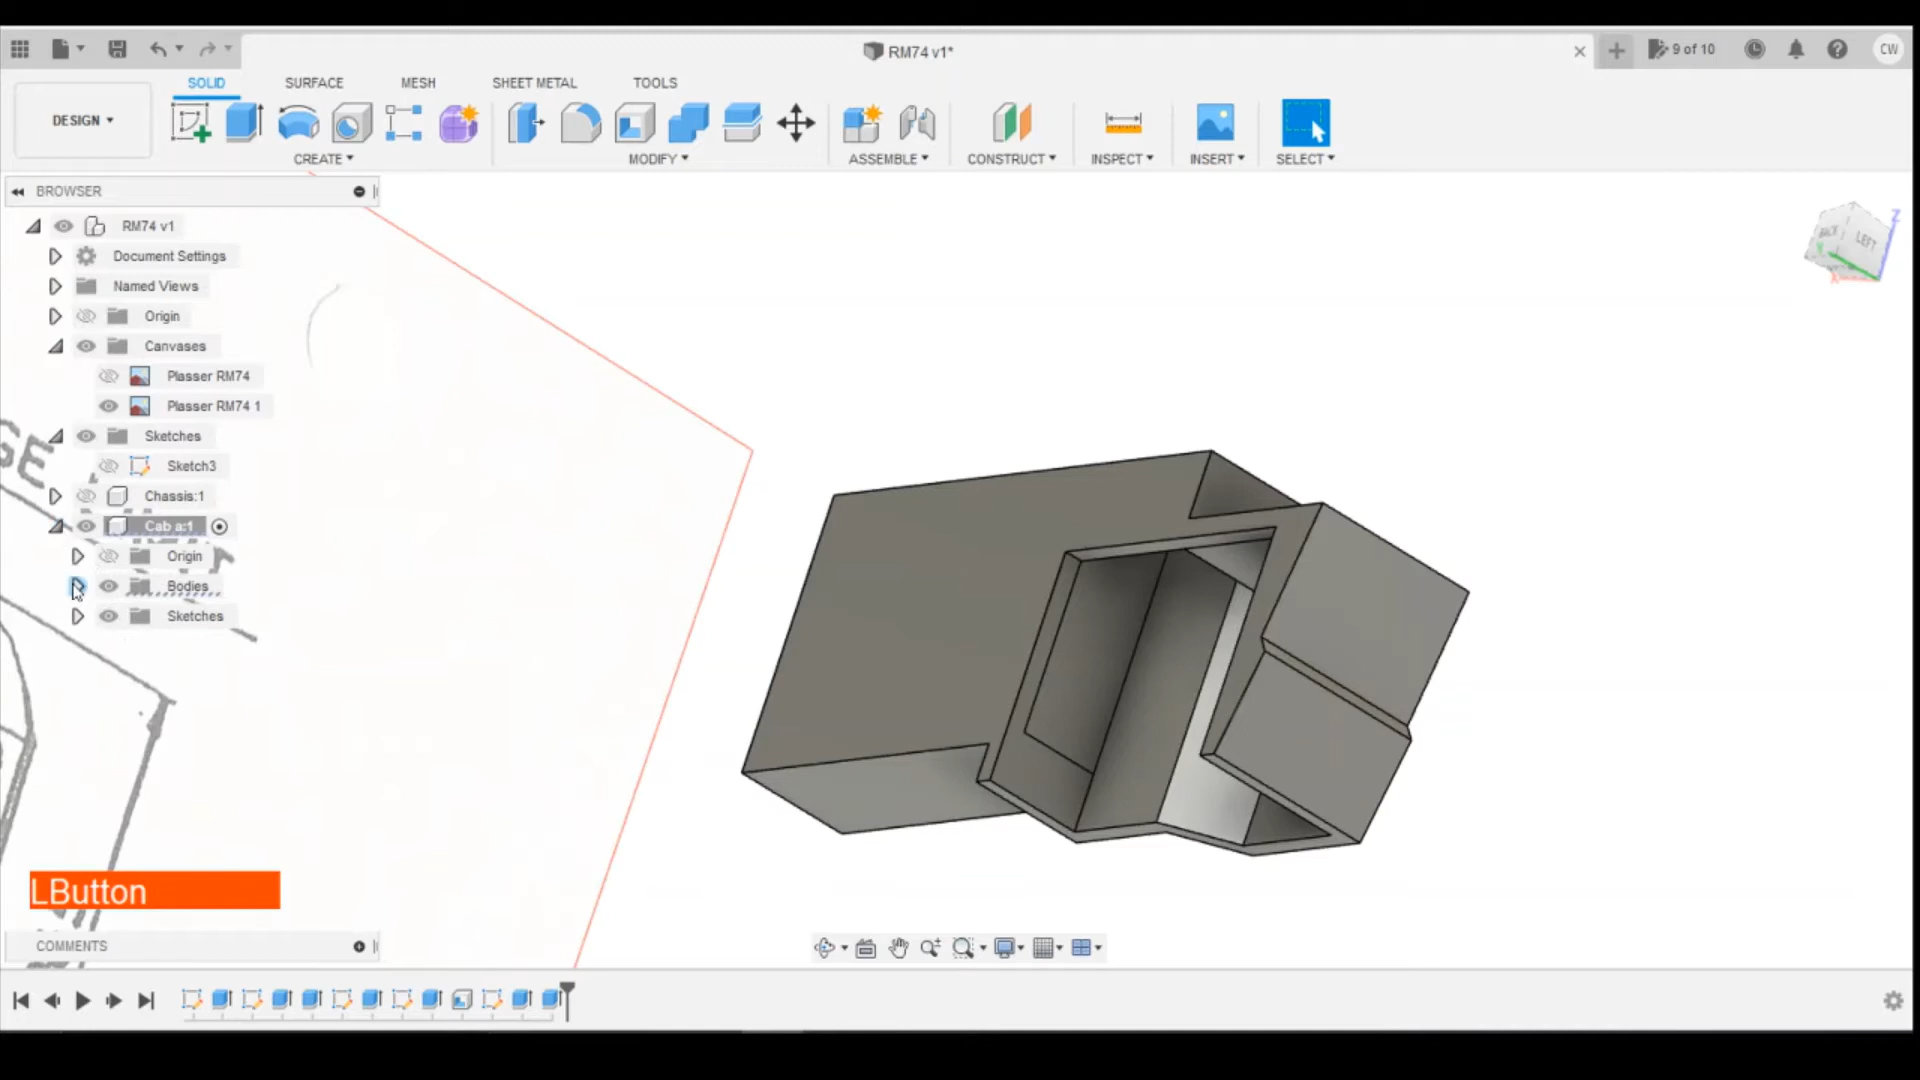 RM74 v1*
9 of 10
CW
DESIGN
SOLID
SURFACE
MESH
SHEET METAL
TOOLS
CREATE
MODIFY
ASSEMBLE
CONSTRUCT
INSPECT
INSERT
SELECT
BROWSER
RM74 v1
Document Settings
Named Views
Origin
Canvases
Plasser RM74
Plasser RM74 1
Sketches
Sketch3
Chassis:1
Cab a:1
Origin
Bodies
Sketches
BACK
LEFT
Z
LButton
COMMENTS